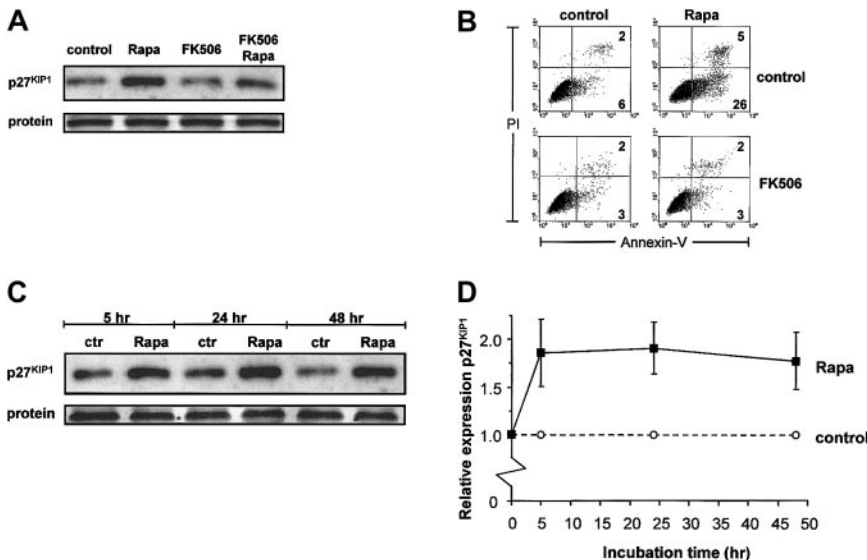 A
control Rapa FK506 FK506 Rapa
p27KIP1
protein
B
control Rapa
2 5
control
6 26
PI
2 2
FK506
3 3
Annexin-V
C
5 hr 24 hr 48 hr
ctr Rapa ctr Rapa ctr Rapa
p27KIP1
protein
D
Relative expression p27KIP1
2.0
1.5
1.0
0
Rapa
control
0 5 10 15 20 25 30 35 40 45 50
Incubation time (hr)